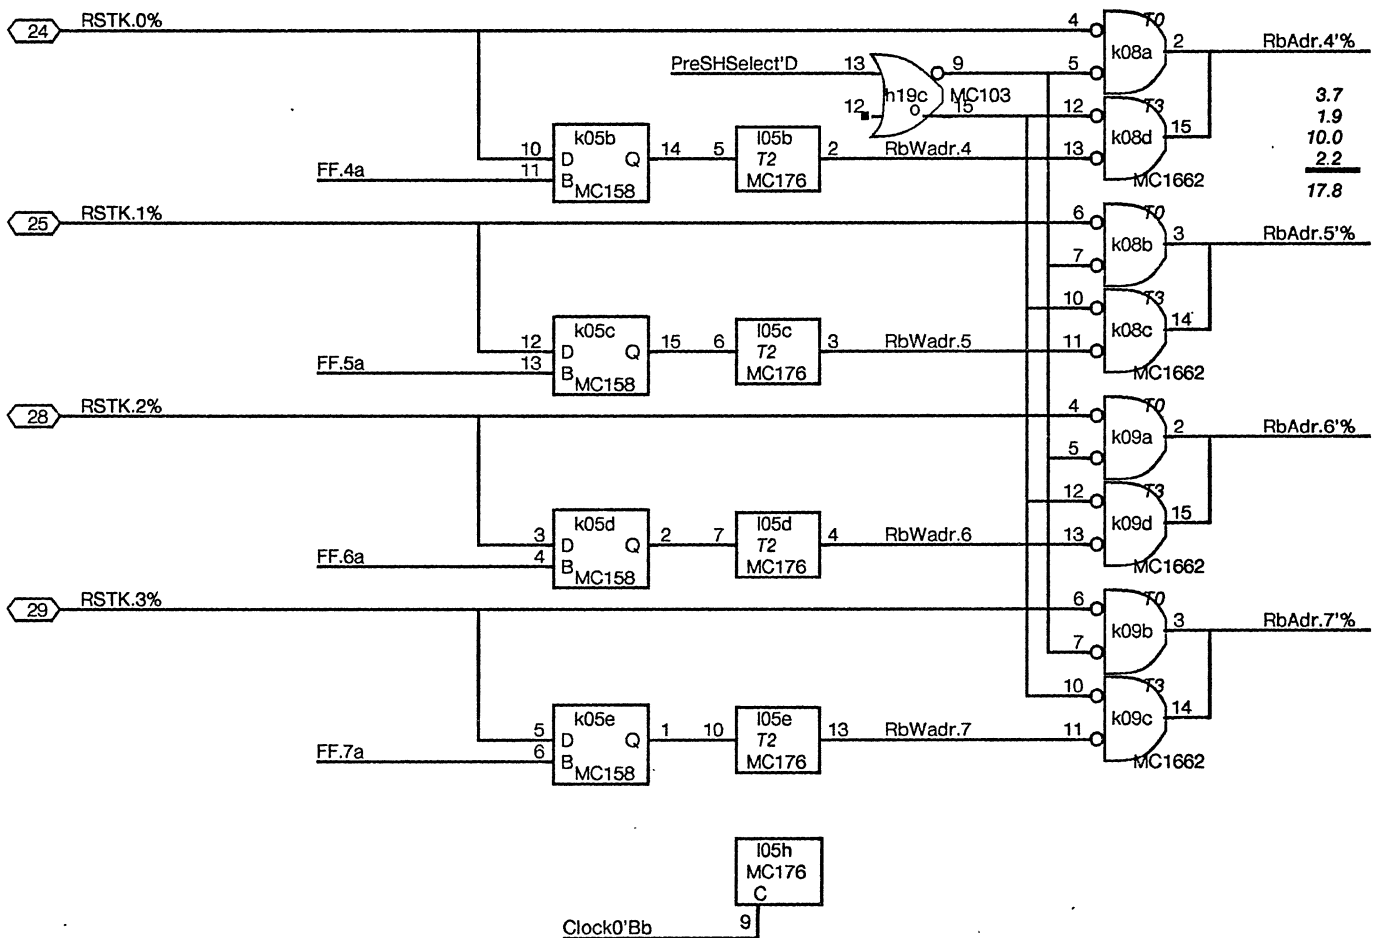 24 RSTK.0% 4 T0 k08a 2 RbAdr.4'%
PreSHSelect'D 13 h19c 9 MC103 5
12 o 15 12 T3 k08d 15
3.7
1.9
10.0
2.2
17.8
10 D k05b Q 14 5 I05b T2 2 RbWadr.4 13
FF.4a 11 B MC158 MC176 MC1662
25 RSTK.1% 6 T0 k08b 3 RbAdr.5'%
7
10 T3 k08c 14
12 D k05c Q 15 6 I05c T2 3 RbWadr.5 11
FF.5a 13 B MC158 MC176 MC1662
28 RSTK.2% 4 T0 k09a 2 RbAdr.6'%
5
12 T3 k09d 15
3 D k05d Q 2 7 I05d T2 4 RbWadr.6 13
FF.6a 4 B MC158 MC176 MC1662
29 RSTK.3% 6 T0 k09b 3 RbAdr.7'%
7
10 T3 k09c 14
5 D k05e Q 1 10 I05e T2 13 RbWadr.7 11
FF.7a 6 B MC158 MC176 MC1662
I05h
MC176
C
Clock0'Bb 9